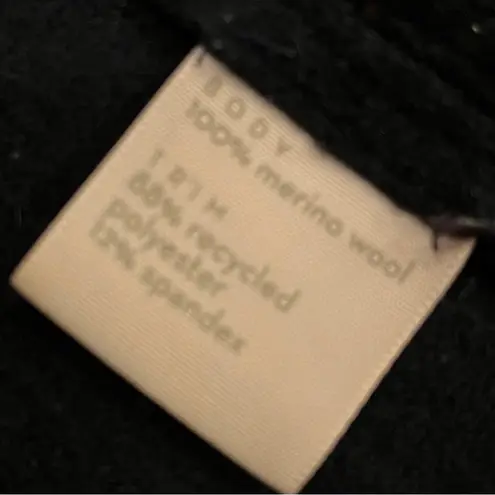 BODY
100% merino wool
TRIM
88% recycled
polyester
12% spandex